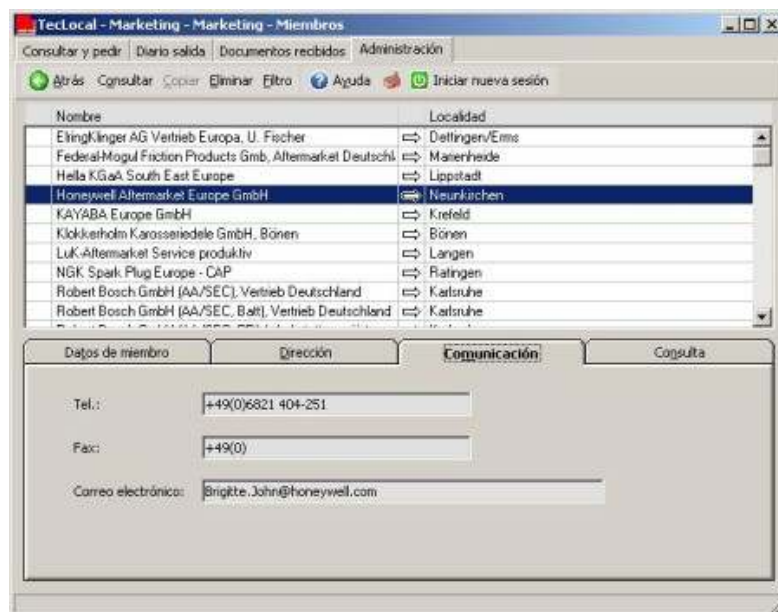 TecLocal - Marketing - Marketing - Miembros
Consultar y pedir Diario salida Documentos recibidos Administración
Atrás Consultar Copiar Eliminar Filtro Ayuda Iniciar nueva sesión
Nombre Localidad
ElringKlinger AG Vertrieb Europa, U. Fischer Dettingen/Erms
Federal-Mogul Friction Products Gmb, Aftermarket Deutschl Marienheide
Hella KGaA South East Europe Lippstadt
Honeywell Aftermarket Europe GmbH Neunkirchen
KAYABA Europe GmbH Krefeld
Klokkerholm Karosseriedele GmbH, Bönen Bönen
LuK-Aftermarket Service produktiv Langen
NGK Spark Plug Europe - CAP Ratingen
Robert Bosch GmbH (AA/SEC), Vertrieb Deutschland Karlsruhe
Robert Bosch GmbH (AA/SEC, Batt), Vertrieb Deutschland Karlsruhe
Datos de miembro Dirección Comunicación Consulta
Tel.: +49(0)6821 404-251
Fax: +49(0)
Correo electrónico: Brigitte.John@honeywell.com